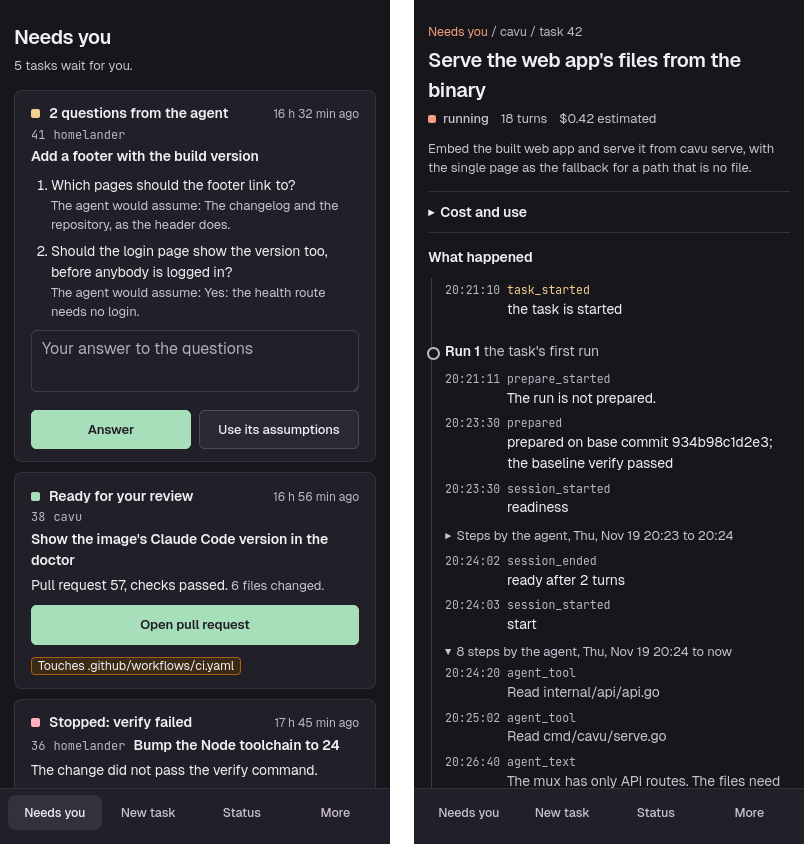 Needs you
5 tasks wait for you.
2 questions from the agent 16 h 32 min ago
41 homelander
Add a footer with the build version
1. Which pages should the footer link to?
The agent would assume: The changelog and the
repository, as the header does.
2. Should the login page show the version too,
before anybody is logged in?
The agent would assume: Yes: the health route
needs no login.
Your answer to the questions
Answer Use its assumptions
Ready for your review 16 h 56 min ago
38 cavu
Show the image's Claude Code version in the
doctor
Pull request 57, checks passed. 6 files changed.
Open pull request
Touches .github/workflows/ci.yaml
Stopped: verify failed 17 h 45 min ago
36 homelander Bump the Node toolchain to 24
The change did not pass the verify command.
Needs you New task Status More
Needs you / cavu / task 42
Serve the web app's files from the
binary
running 18 turns $0.42 estimated
Embed the built web app and serve it from cavu serve, with
the single page as the fallback for a path that is no file.
▸ Cost and use
What happened
20:21:10 task_started
the task is started
Run 1 the task's first run
20:21:11 prepare_started
The run is not prepared.
20:23:30 prepared
prepared on base commit 934b98c1d2e3;
the baseline verify passed
20:23:30 session_started
readiness
▸ Steps by the agent, Thu, Nov 19 20:23 to 20:24
20:24:02 session_ended
ready after 2 turns
20:24:03 session_started
start
▾ 8 steps by the agent, Thu, Nov 19 20:24 to now
20:24:20 agent_tool
Read internal/api/api.go
20:25:02 agent_tool
Read cmd/cavu/serve.go
20:26:40 agent_text
The mux has only API routes. The files need
Needs you New task Status More